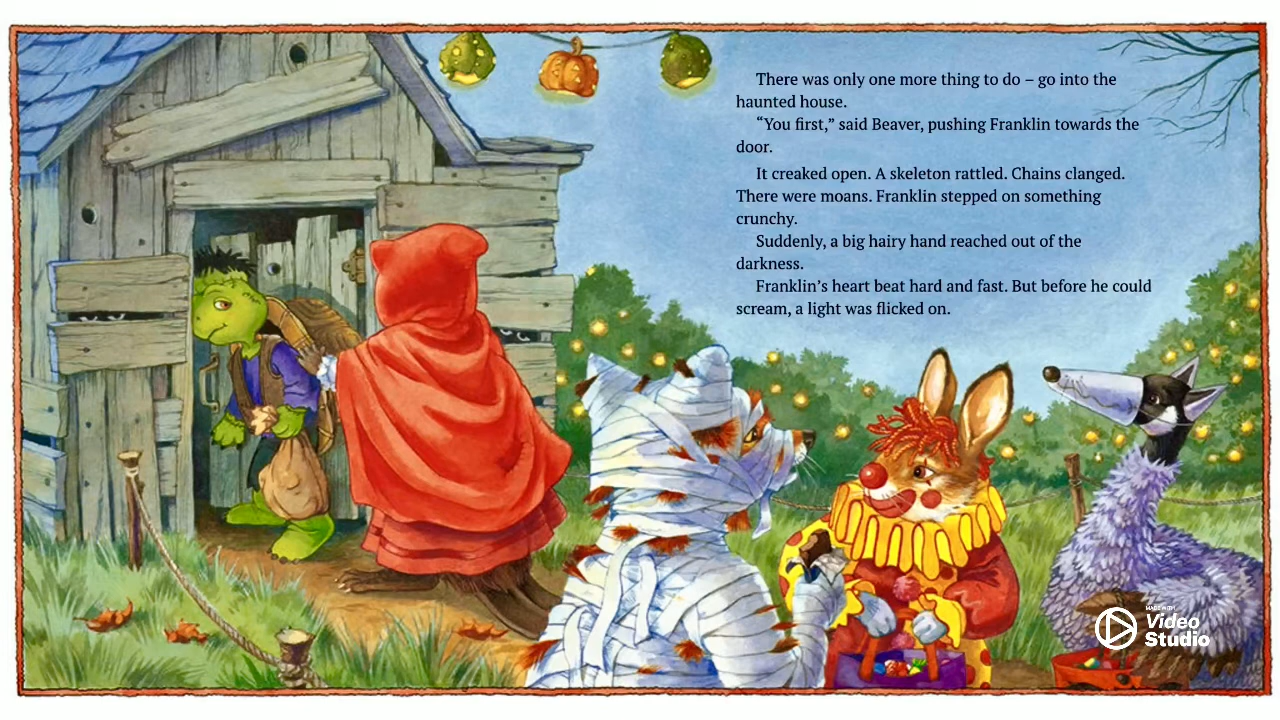 There was only one more thing to do – go into the
haunted house.
“You first,” said Beaver, pushing Franklin towards the
door.
It creaked open. A skeleton rattled. Chains clanged.
There were moans. Franklin stepped on something
crunchy.
Suddenly, a big hairy hand reached out of the
darkness.
Franklin’s heart beat hard and fast. But before he could
scream, a light was flicked on.
MADE WITH
Video
Studio